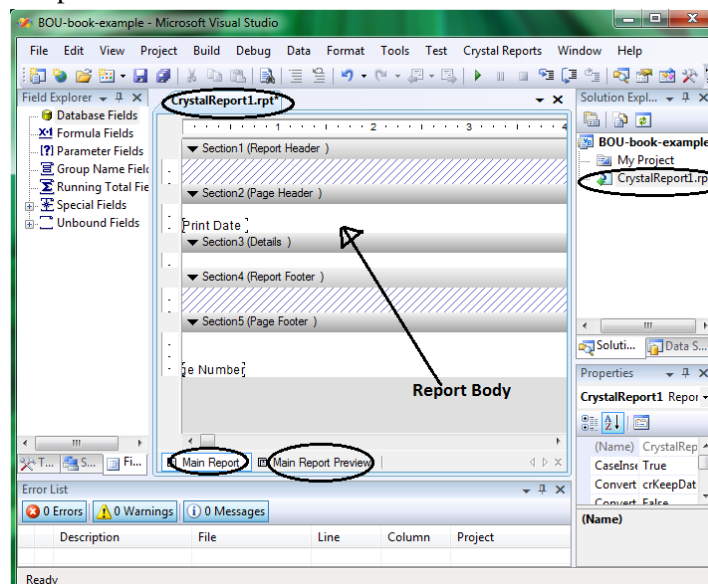 BOU-book-example - Microsoft Visual Studio
File Edit View Project Build Debug Data Format Tools Test Crystal Reports Window Help
Field Explorer
Database Fields
Formula Fields
Parameter Fields
Group Name Field
Running Total Fie
Special Fields
Unbound Fields
T... S... Fi...
CrystalReport1.rpt*
1 2 3 4
Section1 (Report Header )
Section2 (Page Header )
Print Date
Section3 (Details )
Section4 (Report Footer )
Section5 (Page Footer )
ge Number
Report Body
Main Report Main Report Preview
Solution Expl...
BOU-book-example
My Project
CrystalReport1.rp
Soluti... Data S...
Properties
CrystalReport1 Repor
(Name) CrystalRep
CaseInse True
Convert crKeepDat
Convert False
(Name)
Error List
0 Errors 0 Warnings 0 Messages
Description File Line Column Project
Ready